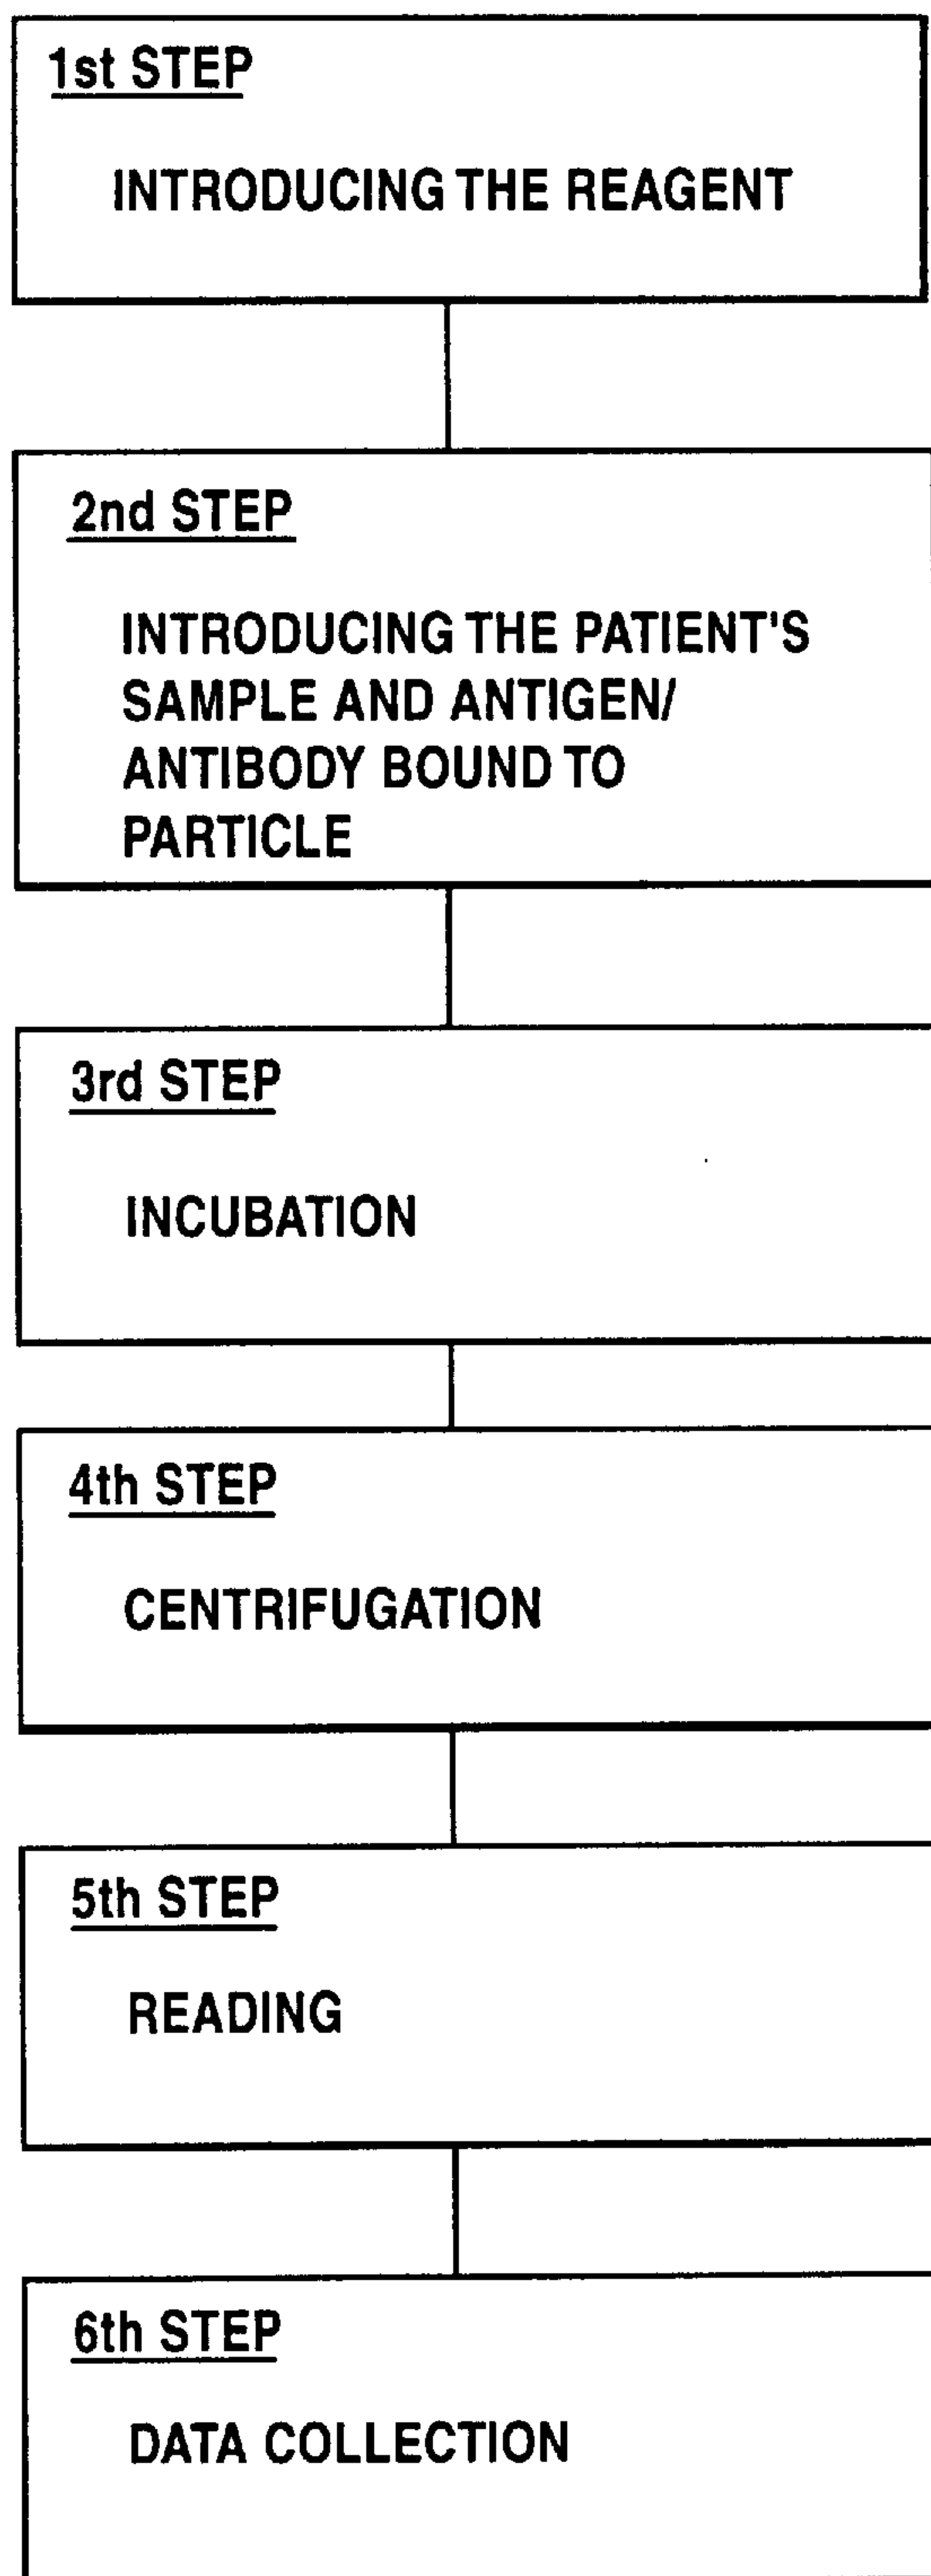 1st STEP
INTRODUCING THE REAGENT
2nd STEP
INTRODUCING THE PATIENT'S
SAMPLE AND ANTIGEN/
ANTIBODY BOUND TO
PARTICLE
3rd STEP
INCUBATION
4th STEP
CENTRIFUGATION
5th STEP
READING
6th STEP
DATA COLLECTION